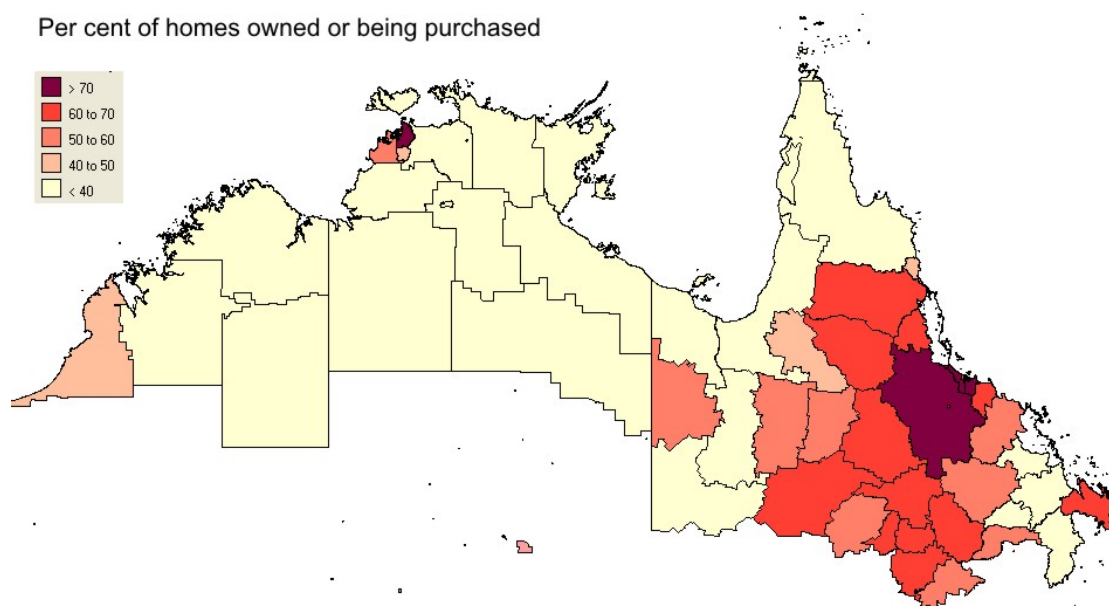 Per cent of homes owned or being purchased
> 70
60 to 70
50 to 60
40 to 50
< 40